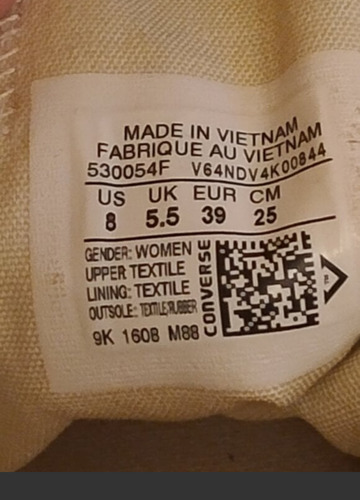 MADE IN VIETNAM
FABRIQUE AU VIETNAM
530054F V64NDV4K00844
US UK EUR CM
8 5.5 39 25
GENDER: WOMEN
UPPER TEXTILE
LINING: TEXTILE
OUTSOLE: TEXTILE/RUBBER
9K 1608 M88
CONVERSE